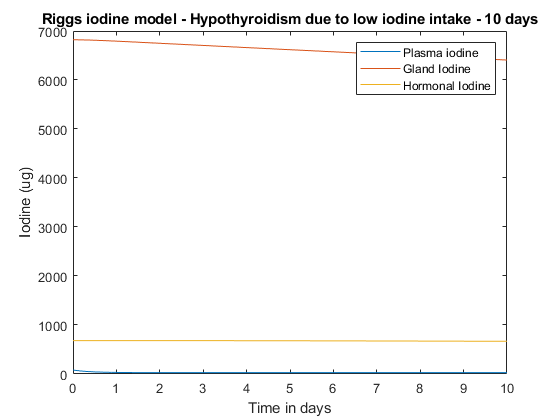 Riggs iodine model - Hypothyroidism due to low iodine intake - 10 days
Plasma iodine
Gland Iodine
Hormonal Iodine
7000
6000
5000
4000
3000
2000
1000
0
Iodine (ug)
0 1 2 3 4 5 6 7 8 9 10
Time in days